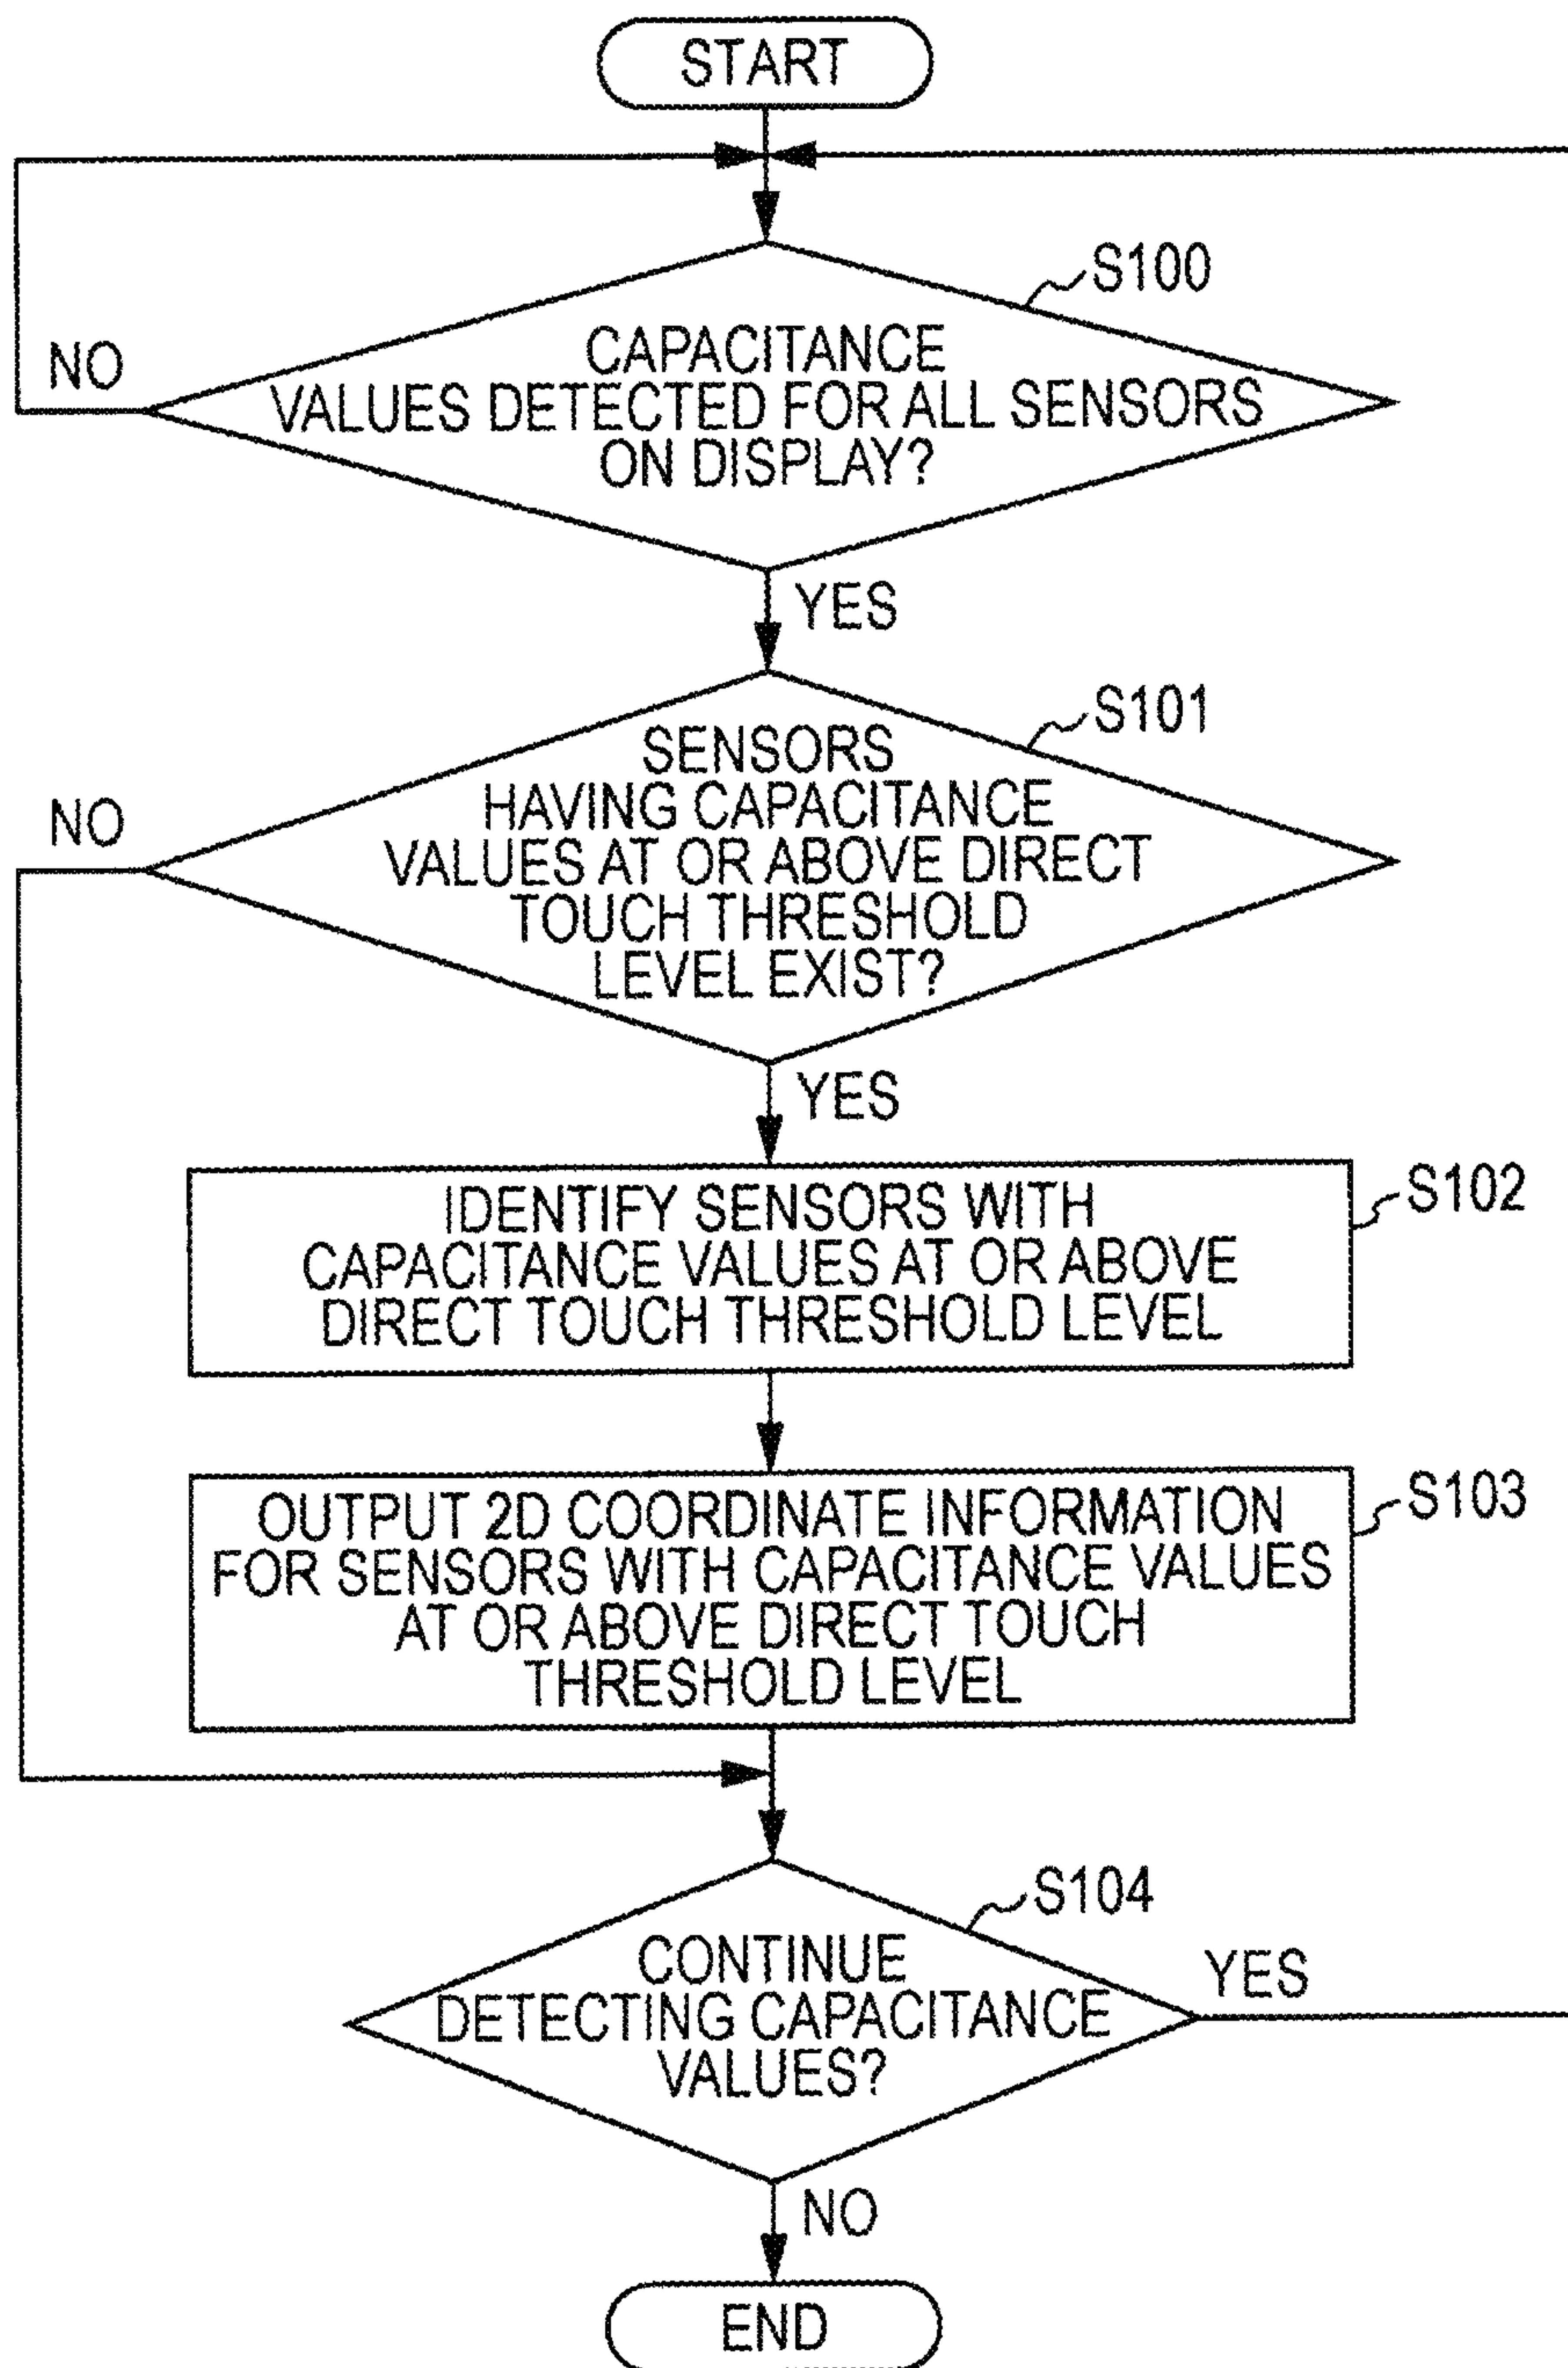 START
S100
CAPACITANCE
VALUES DETECTED FOR ALL SENSORS
ON DISPLAY?
NO
YES
S101
SENSORS
HAVING CAPACITANCE
VALUES AT OR ABOVE DIRECT
TOUCH THRESHOLD
LEVEL EXIST?
NO
YES
S102
IDENTIFY SENSORS WITH
CAPACITANCE VALUES AT OR ABOVE
DIRECT TOUCH THRESHOLD LEVEL
S103
OUTPUT 2D COORDINATE INFORMATION
FOR SENSORS WITH CAPACITANCE VALUES
AT OR ABOVE DIRECT TOUCH
THRESHOLD LEVEL
S104
CONTINUE
DETECTING CAPACITANCE
VALUES?
YES
NO
END